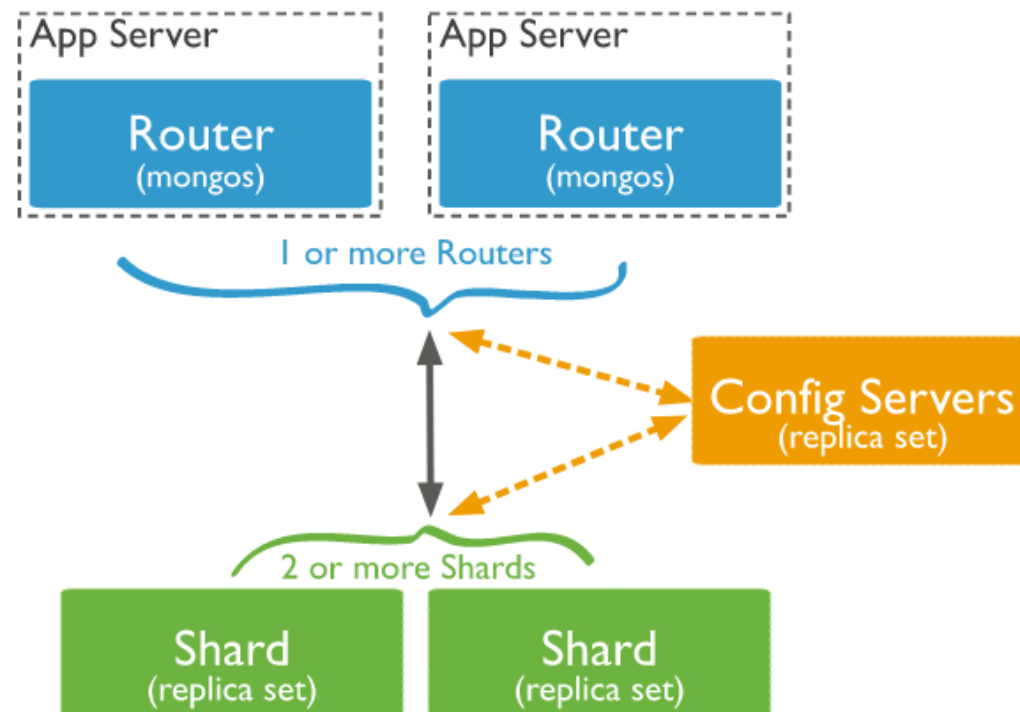 App Server
App Server
Router
(mongos)
Router
(mongos)
1 or more Routers
Config Servers
(replica set)
2 or more Shards
Shard
(replica set)
Shard
(replica set)